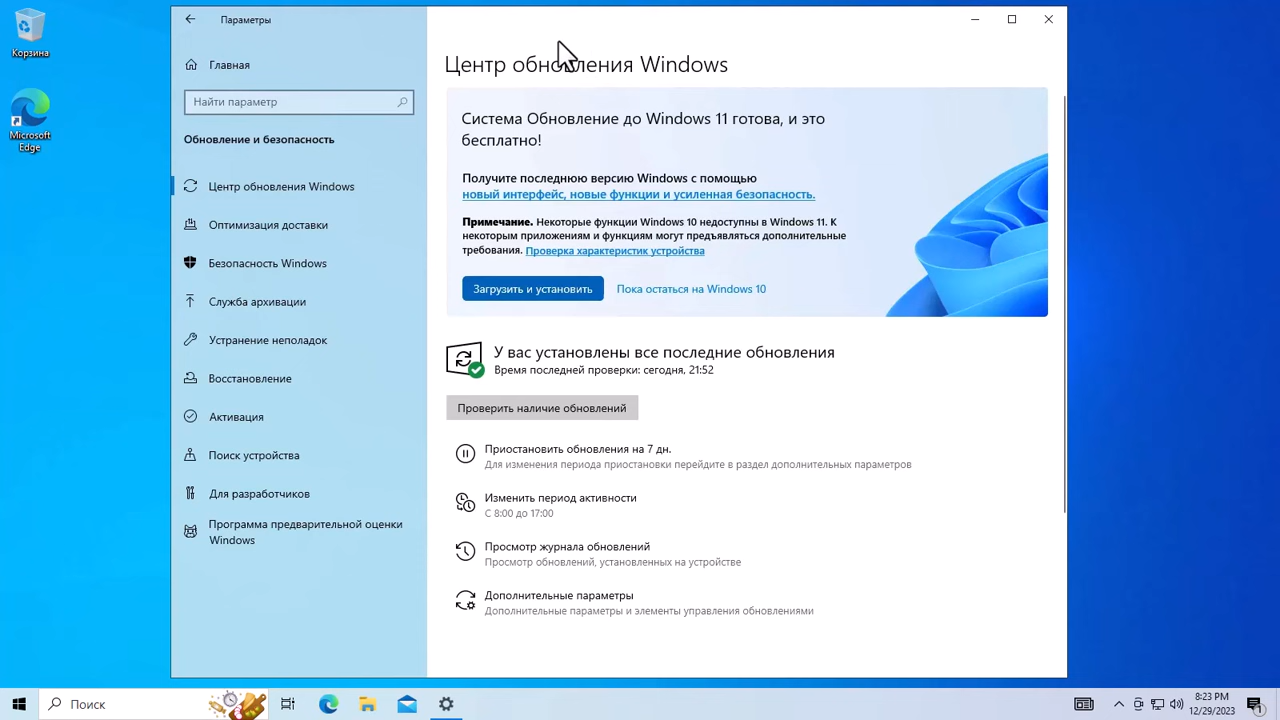 Корзина
Microsoft
Edge
Параметры
Главная
Найти параметр
Обновление и безопасность
Центр обновления Windows
Оптимизация доставки
Безопасность Windows
Служба архивации
Устранение неполадок
Восстановление
Активация
Поиск устройства
Для разработчиков
Программа предварительной оценки
Windows
Центр обновления Windows
Система Обновление до Windows 11 готова, и это
бесплатно!
Получите последнюю версию Windows с помощью
новый интерфейс, новые функции и усиленная безопасность.
Примечание. Некоторые функции Windows 10 недоступны в Windows 11. К
некоторым приложениям и функциям могут предъявляться дополнительные
требования. Проверка характеристик устройства
Загрузить и установить
Пока остаться на Windows 10
У вас установлены все последние обновления
Время последней проверки: сегодня, 21:52
Проверить наличие обновлений
Приостановить обновления на 7 дн.
Для изменения периода приостановки перейдите в раздел дополнительных параметров
Изменить период активности
С 8:00 до 17:00
Просмотр журнала обновлений
Просмотр обновлений, установленных на устройстве
Дополнительные параметры
Дополнительные параметры и элементы управления обновлениями
Поиск
8:23 PM
12/29/2023
1